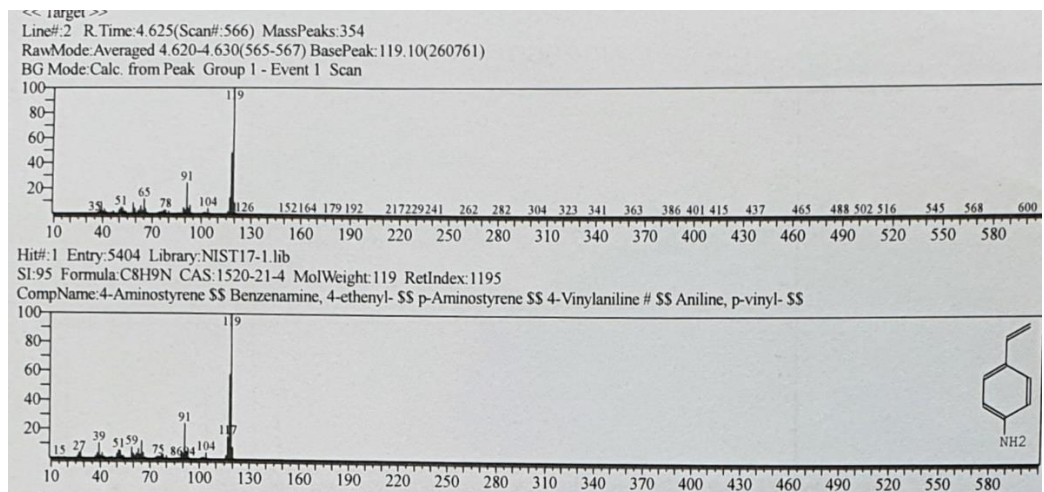 << Target >>
Line#:2 R.Time:4.625(Scan#:566) MassPeaks:354
RawMode:Averaged 4.620-4.630(565-567) BasePeak:119.10(260761)
BG Mode:Calc. from Peak Group 1 - Event 1 Scan
100
119
80
60
40
91
20
51 65 78 104 126 152 164 179 192 217 229 241 262 282 304 323 341 363 386 401 415 437 465 488 502 516 545 568 600
10 40 70 100 130 160 190 220 250 280 310 340 370 400 430 460 490 520 550 580
Hit#:1 Entry:5404 Library:NIST17-1.lib
SI:95 Formula:C8H9N CAS:1520-21-4 MolWeight:119 RetIndex:1195
CompName:4-Aminostyrene $$ Benzenamine, 4-ethenyl- $$ p-Aminostyrene $$ 4-Vinylaniline # $$ Aniline, p-vinyl- $$
100
119
80
60
40
91
20
15 27 39 51 59 75 104 117
NH2
10 40 70 100 130 160 190 220 250 280 310 340 370 400 430 460 490 520 550 580